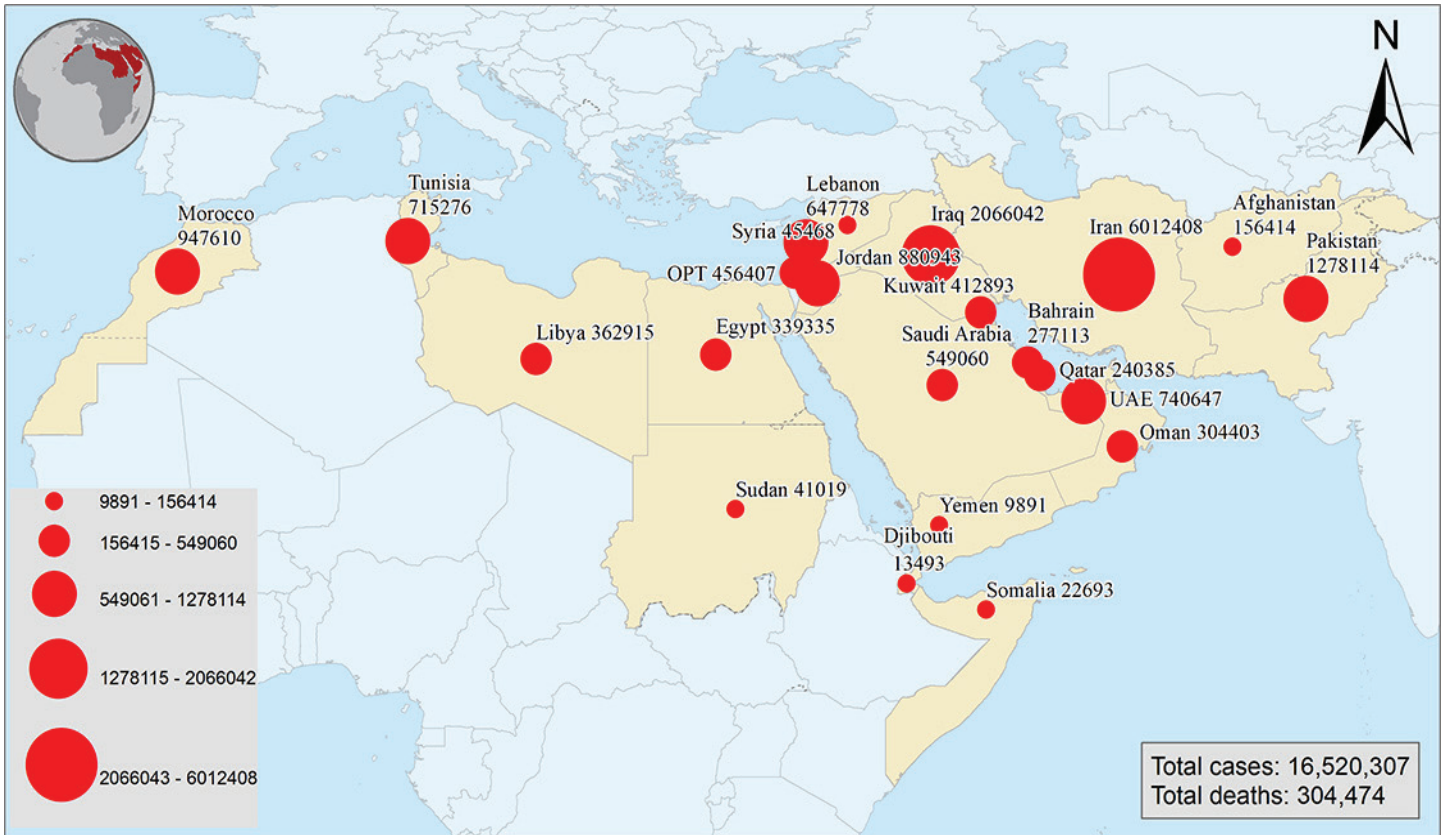 N
Tunisia
715276
Morocco
947610
Lebanon
647778
Syria 45468
Iraq 2066042
Iran 6012408
Afghanistan
156414
Pakistan
1278114
OPT 456407
Jordan 880943
Kuwait 412893
Bahrain
277113
Libya 362915
Egypt 339335
Saudi Arabia
549060
Qatar 240385
UAE 740647
Oman 304403
Sudan 41019
Yemen 9891
Djibouti
13493
Somalia 22693
9891 - 156414
156415 - 549060
549061 - 1278114
1278115 - 2066042
2066043 - 6012408
Total cases: 16,520,307
Total deaths: 304,474